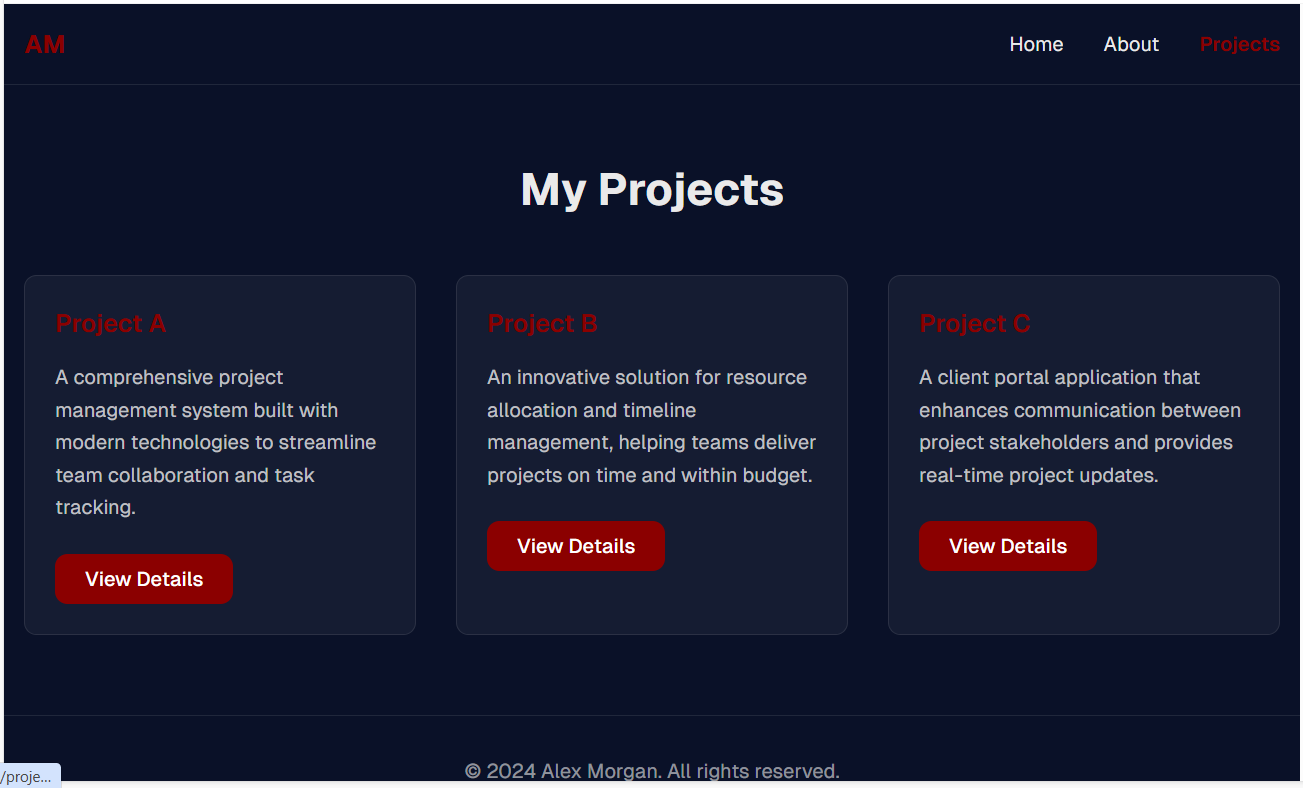 AM
Home About Projects
My Projects
Project A
A comprehensive project
management system built with
modern technologies to streamline
team collaboration and task
tracking.
View Details
Project B
An innovative solution for resource
allocation and timeline
management, helping teams deliver
projects on time and within budget.
View Details
Project C
A client portal application that
enhances communication between
project stakeholders and provides
real-time project updates.
View Details
© 2024 Alex Morgan. All rights reserved.
/proje...